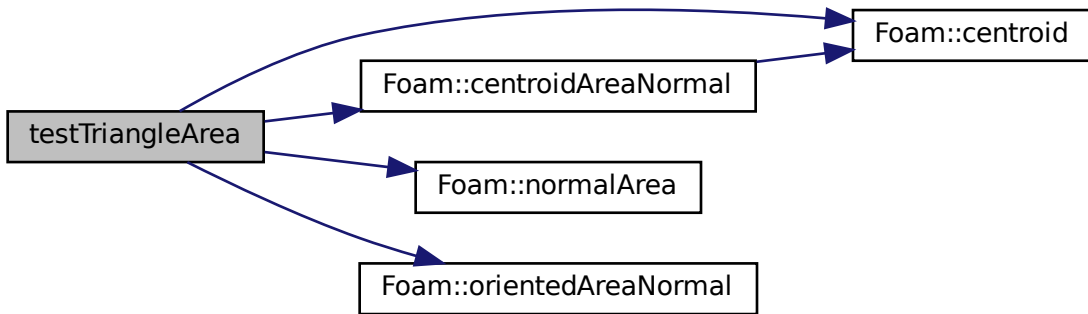 Foam::centroid
Foam::centroidAreaNormal
testTriangleArea
Foam::normalArea
Foam::orientedAreaNormal